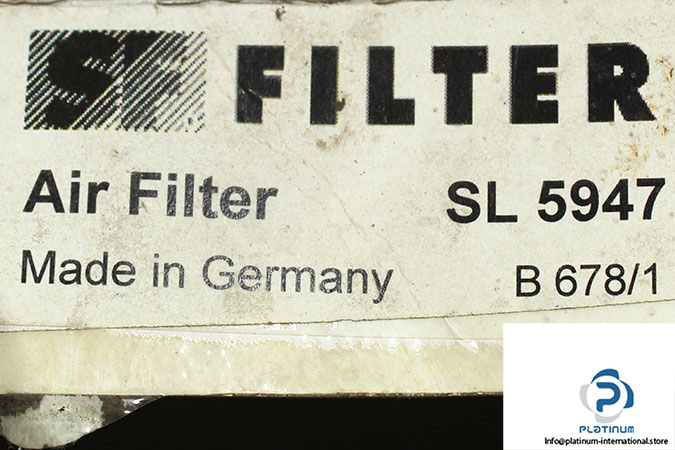 SF FILTER
Air Filter SL 5947
Made in Germany B 678/1
PLATINUM
Info@platinum-international.store